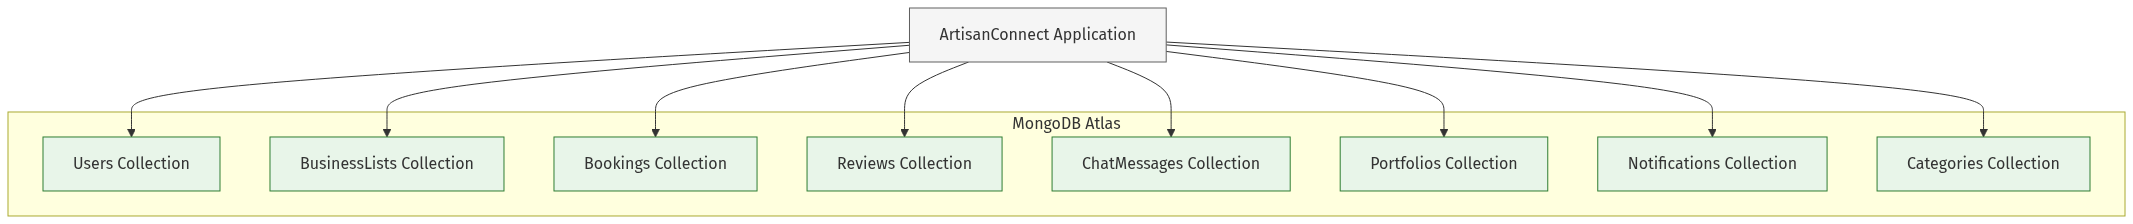 ArtisanConnect Application
MongoDB Atlas
Users Collection
BusinessLists Collection
Bookings Collection
Reviews Collection
ChatMessages Collection
Portfolios Collection
Notifications Collection
Categories Collection